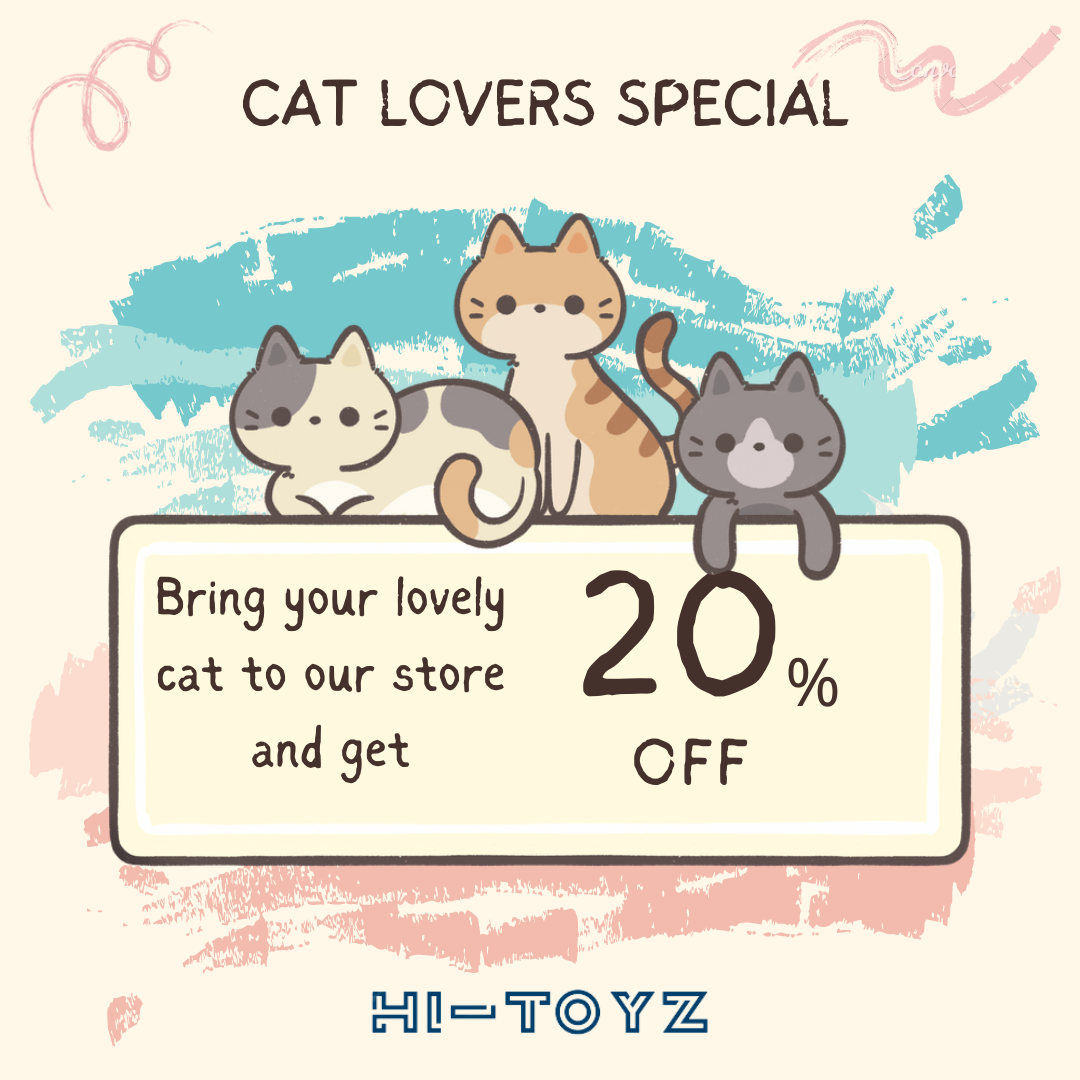 CAT LOVERS SPECIAL
Bring your lovely
cat to our store
and get
20%
OFF
HI-TOYZ